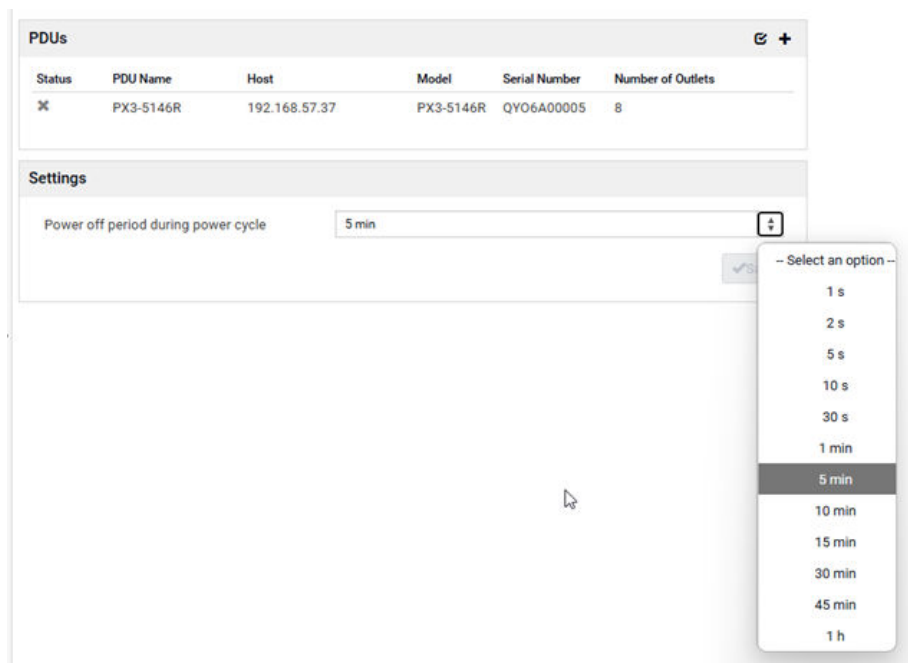 PDUs
Status PDU Name Host Model Serial Number Number of Outlets
PX3-5146R 192.168.57.37 PX3-5146R QYO6A00005 8
Settings
Power off period during power cycle 5 min
-- Select an option --
1 s
2 s
5 s
10 s
30 s
1 min
5 min
10 min
15 min
30 min
45 min
1 h